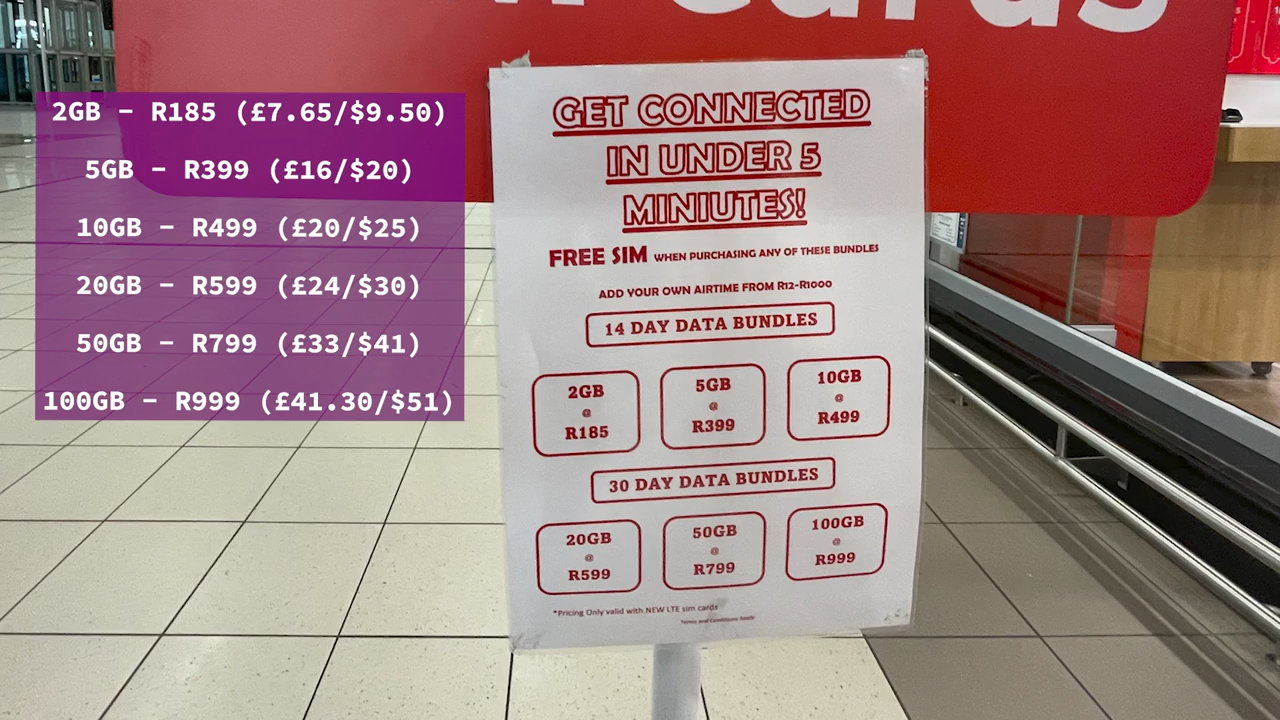 cards
2GB – R185 (£7.65/$9.50)
5GB – R399 (£16/$20)
10GB – R499 (£20/$25)
20GB – R599 (£24/$30)
50GB – R799 (£33/$41)
100GB – R999 (£41.30/$51)
GET CONNECTED
IN UNDER 5
MINIUTES!
FREE SIM WHEN PURCHASING ANY OF THESE BUNDLES
ADD YOUR OWN AIRTIME FROM R12-R1000
14 DAY DATA BUNDLES
2GB
@
R185
5GB
@
R399
10GB
@
R499
30 DAY DATA BUNDLES
20GB
@
R599
50GB
@
R799
100GB
@
R999
*Pricing Only valid with NEW LTE sim cards
Terms and Conditions Apply